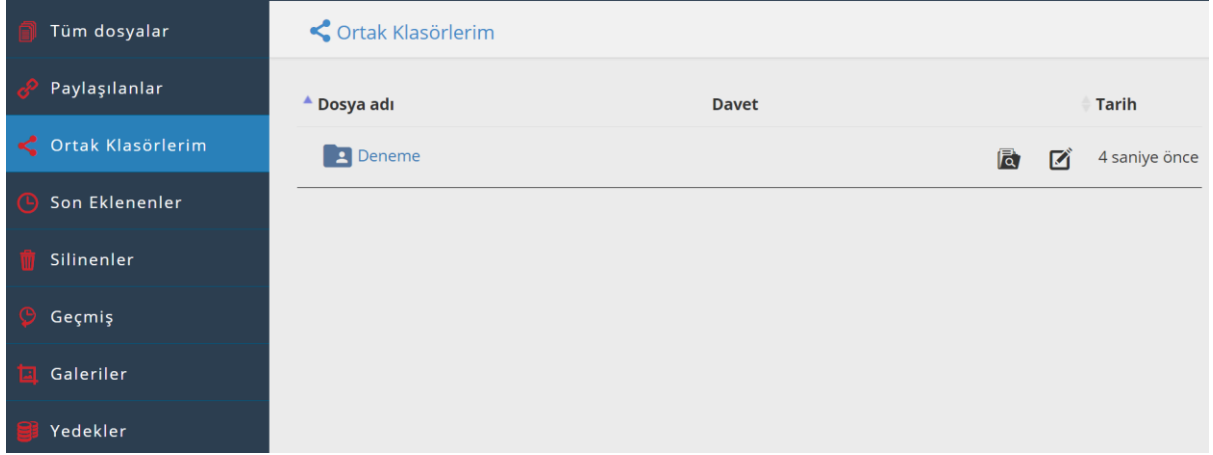 Tüm dosyalar
Paylaşılanlar
Ortak Klasörlerim
Son Eklenenler
Silinenler
Geçmiş
Galeriler
Yedekler
Ortak Klasörlerim
Dosya adı Davet Tarih
Deneme 4 saniye önce